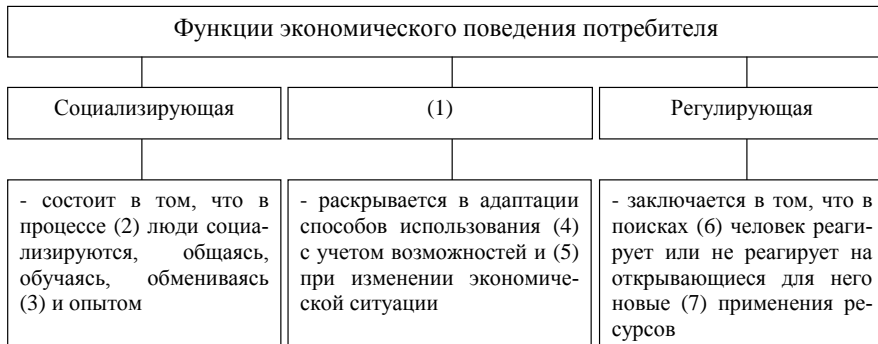 Функции экономического поведения потребителя
Социализирующая
(1)
Регулирующая
- состоит в том, что в
процессе (2) люди социа-
лизируются, общаясь,
обучаясь, обмениваясь
(3) и опытом
- раскрывается в адаптации
способов использования (4)
с учетом возможностей и (5)
при изменении экономиче-
ской ситуации
- заключается в том, что в
поисках (6) человек реаги-
рует или не реагирует на
открывающиеся для него
новые (7) применения ре-
сурсов